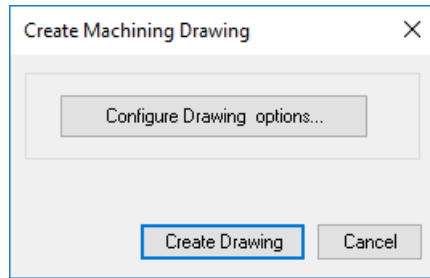 Create Machining Drawing
Configure Drawing options...
Create Drawing Cancel